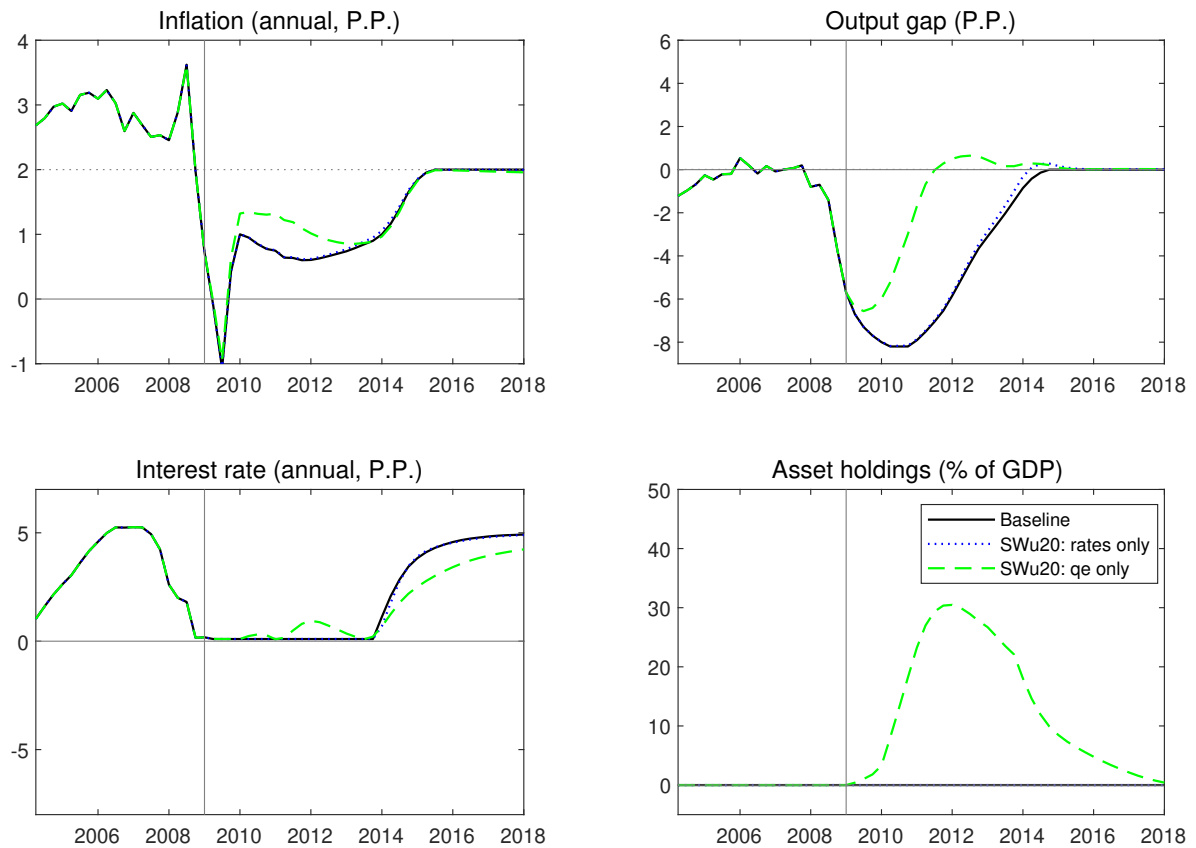 Inflation (annual, P.P.)
4
3
2
1
0
-1
2006 2008 2010 2012 2014 2016 2018
Output gap (P.P.)
6
4
2
0
-2
-4
-6
-8
2006 2008 2010 2012 2014 2016 2018
Interest rate (annual, P.P.)
5
0
-5
2006 2008 2010 2012 2014 2016 2018
Asset holdings (% of GDP)
50
40
30
20
10
0
2006 2008 2010 2012 2014 2016 2018
Baseline
SWu20: rates only
SWu20: qe only